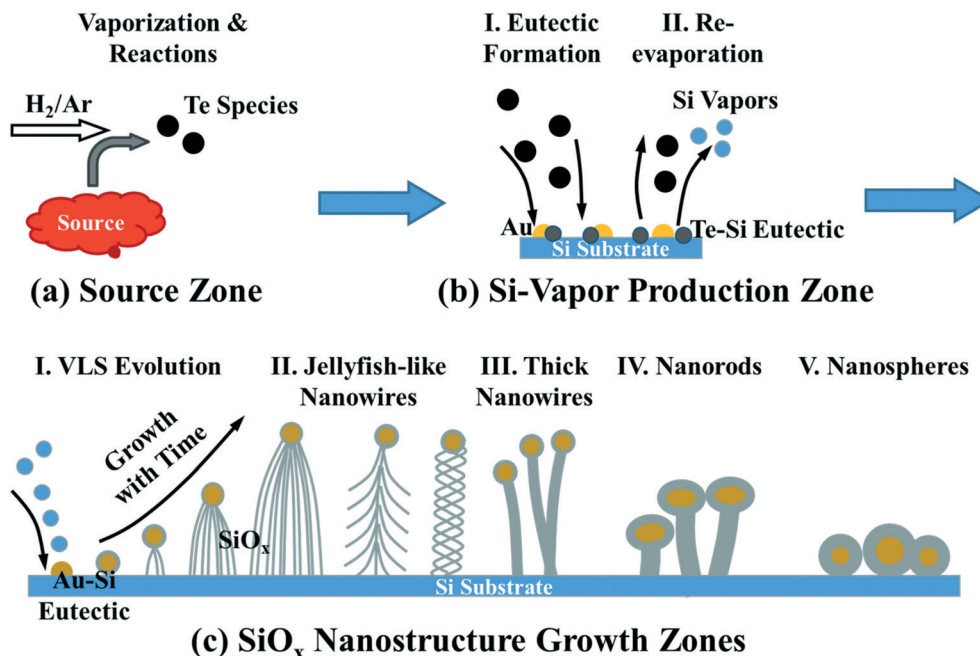 Vaporization &
Reactions
H₂/Ar
Te Species
Source
(a) Source Zone
I. Eutectic
Formation
II. Re-
evaporation
Si Vapors
Au
Te-Si Eutectic
Si Substrate
(b) Si-Vapor Production Zone
I. VLS Evolution
II. Jellyfish-like
Nanowires
III. Thick
Nanowires
IV. Nanorods
V. Nanospheres
Growth
with Time
SiOₓ
Au-Si
Eutectic
Si Substrate
(c) SiOₓ Nanostructure Growth Zones